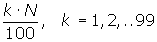 k·N/100, k = 1,2,..99